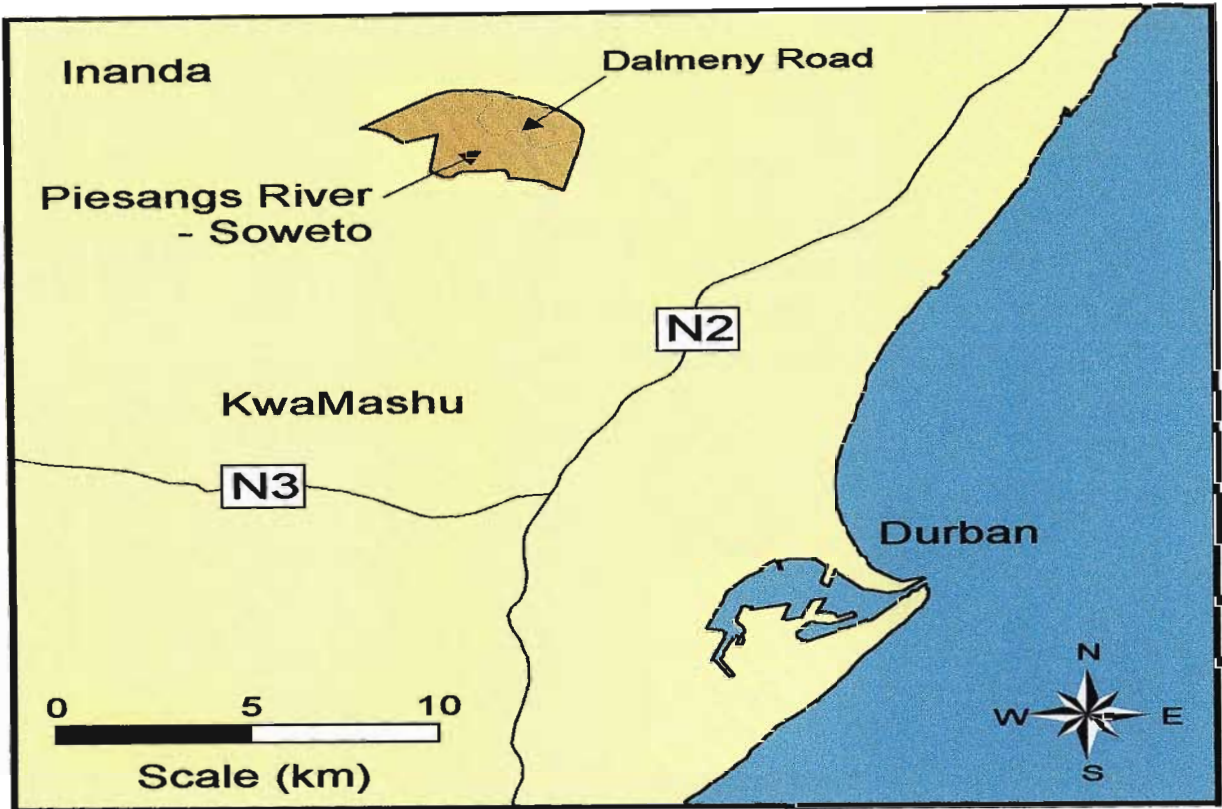 Inanda
Dalmeny Road
Piesangs River
- Soweto
N2
KwaMashu
N3
Durban
0 5 10
Scale (km)
N
W E
S